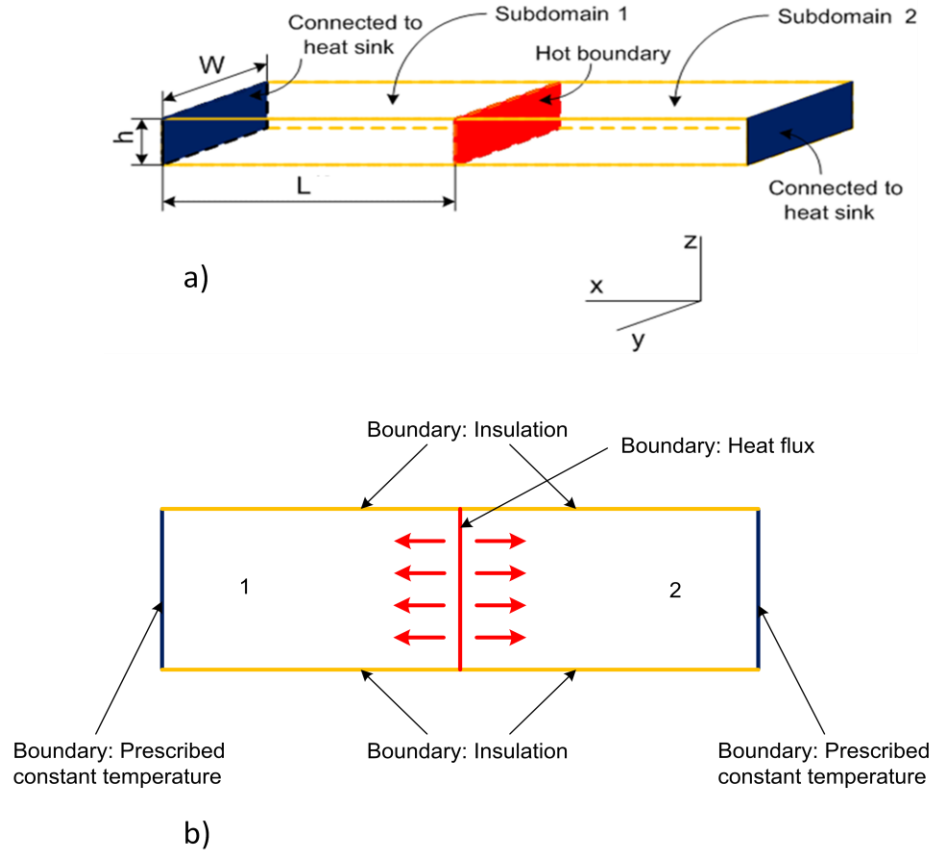 Connected to
heat sink
Subdomain 1
Subdomain 2
Hot boundary
W
h
L
Connected to
heat sink
a)
z
x
y
Boundary: Insulation
Boundary: Heat flux
1
2
Boundary: Prescribed
constant temperature
Boundary: Insulation
Boundary: Prescribed
constant temperature
b)